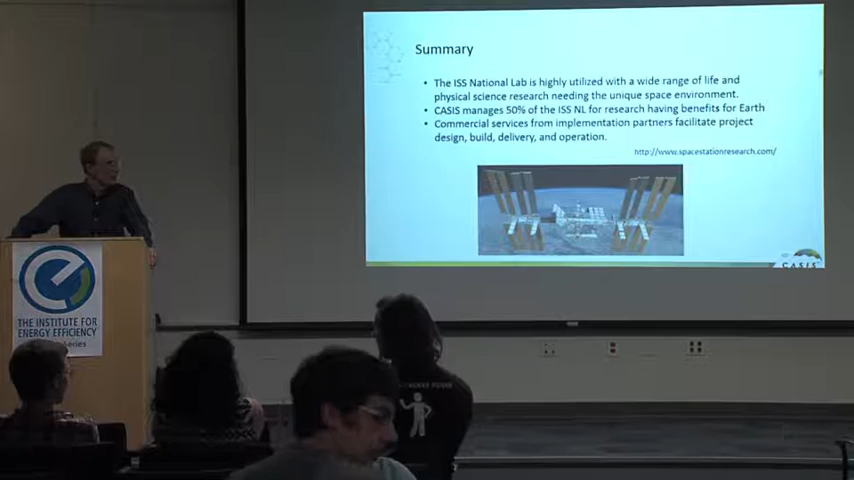 Summary
• The ISS National Lab is highly utilized with a wide range of life and
physical science research needing the unique space environment.
• CASIS manages 50% of the ISS NL for research having benefits for Earth
• Commercial services from implementation partners facilitate project
design, build, delivery, and operation.
http://www.spacestationresearch.com/
CASIS
THE INSTITUTE FOR
ENERGY EFFICIENCY